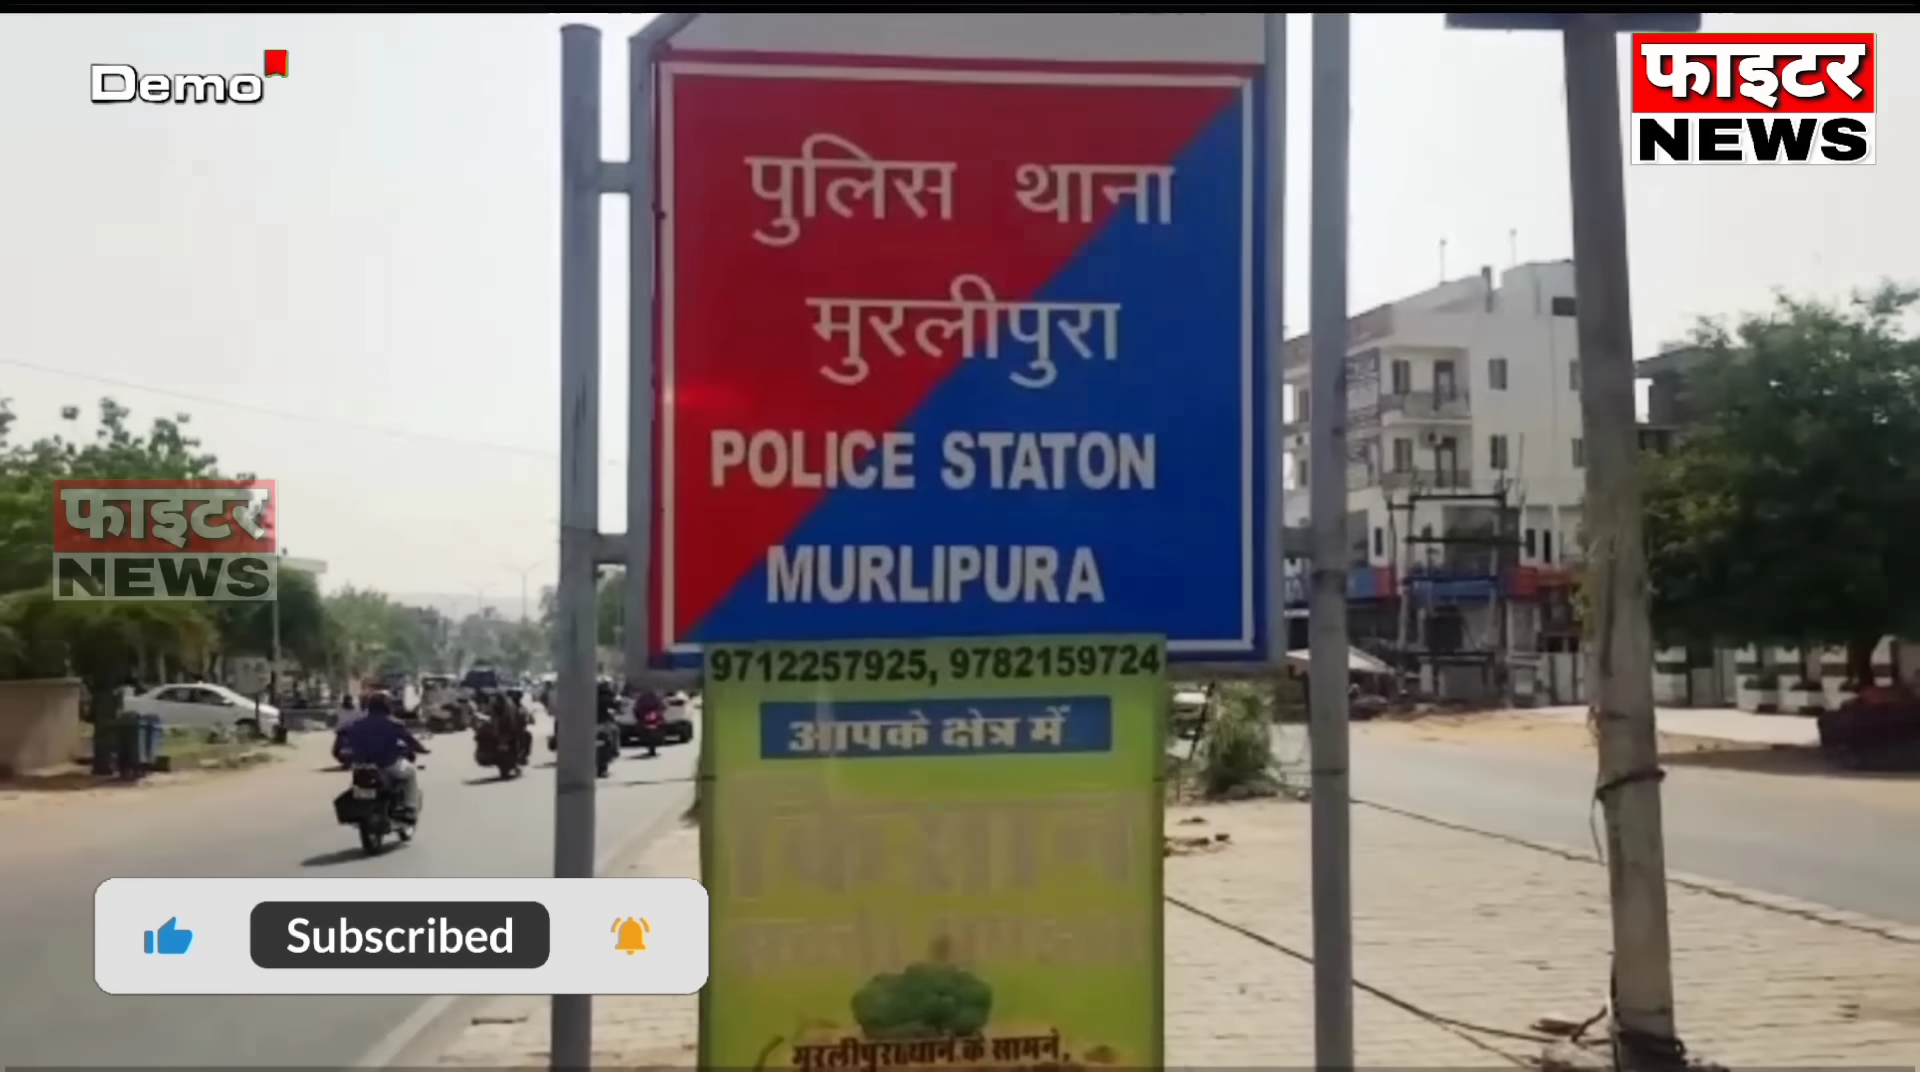 Demo
फाइटर
NEWS
पुलिस थाना
मुरलीपुरा
POLICE STATON
MURLIPURA
फाइटर
NEWS
9712257925, 9782159724
आपके क्षेत्र में
Subscribed
मुरलीपुरा थाने के सामने,